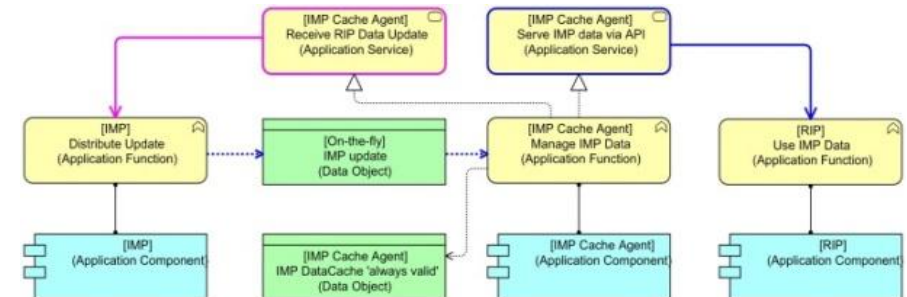 [IMP Cache Agent]
Receive RIP Data Update
(Application Service)
[IMP Cache Agent]
Serve IMP data via API
(Application Service)
[IMP]
Distribute Update
(Application Function)
[On-the-fly]
IMP update
(Data Object)
[IMP Cache Agent]
Manage IMP Data
(Application Function)
[RIP]
Use IMP Data
(Application Function)
[IMP]
(Application Component)
[IMP Cache Agent]
IMP DataCache 'always valid'
(Data Object)
[IMP Cache Agent]
(Application Component)
[RIP]
(Application Component)